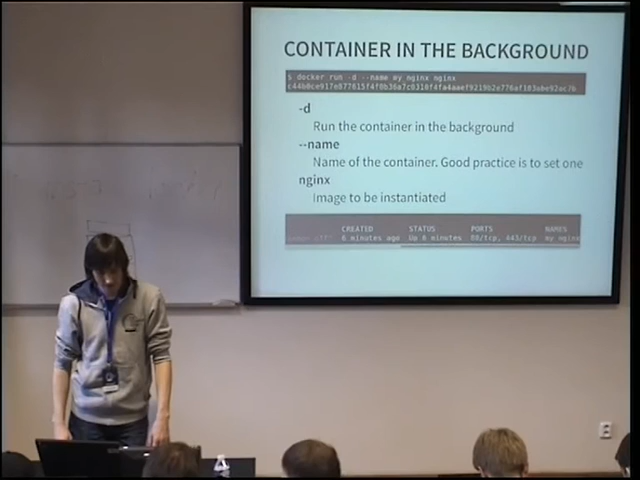 CONTAINER IN THE BACKGROUND
$ docker run -d --name my_nginx nginx
-d
Run the container in the background
--name
Name of the container. Good practice is to set one
nginx
Image to be instantiated
CREATED STATUS PORTS NAMES
6 minutes ago Up 6 minutes 80/tcp, 443/tcp my_nginx